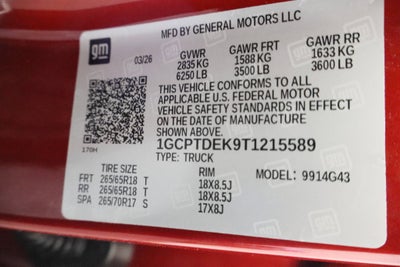 MFD BY GENERAL MOTORS LLC
gm
03/26 GVWR GAWR FRT GAWR RR
2835 KG 1588 KG 1633 KG
6250 LB 3500 LB 3600 LB
THIS VEHICLE CONFORMS TO ALL
APPLICABLE U.S. FEDERAL MOTOR
VEHICLE SAFETY STANDARDS IN EFFECT
ON THE DATE OF MANUFACTURE
SHOWN ABOVE.
170H 1GCPTDEK9T1215589
TYPE: TRUCK
TIRE SIZE RIM MODEL: 9914G43
FRT 265/65R18 T 18X8.5J
RR 265/65R18 T 18X8.5J
SPA 265/70R17 S 17X8J